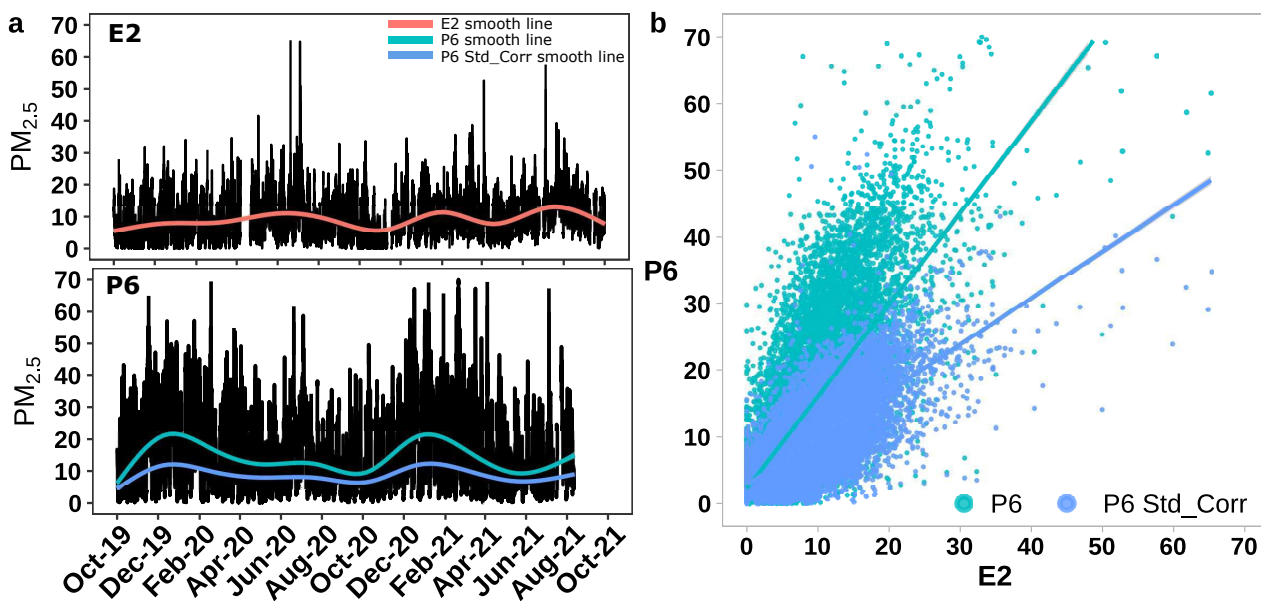 a
E2
E2 smooth line
P6 smooth line
P6 Std_Corr smooth line
PM2.5
70
60
50
40
30
20
10
0
P6
PM2.5
70
60
50
40
30
20
10
0
Oct-19
Dec-19
Feb-20
Apr-20
Jun-20
Aug-20
Oct-20
Dec-20
Feb-21
Apr-21
Jun-21
Aug-21
Oct-21
b
P6
70
60
50
40
30
20
10
0
P6
P6 Std_Corr
0 10 20 30 40 50 60 70
E2